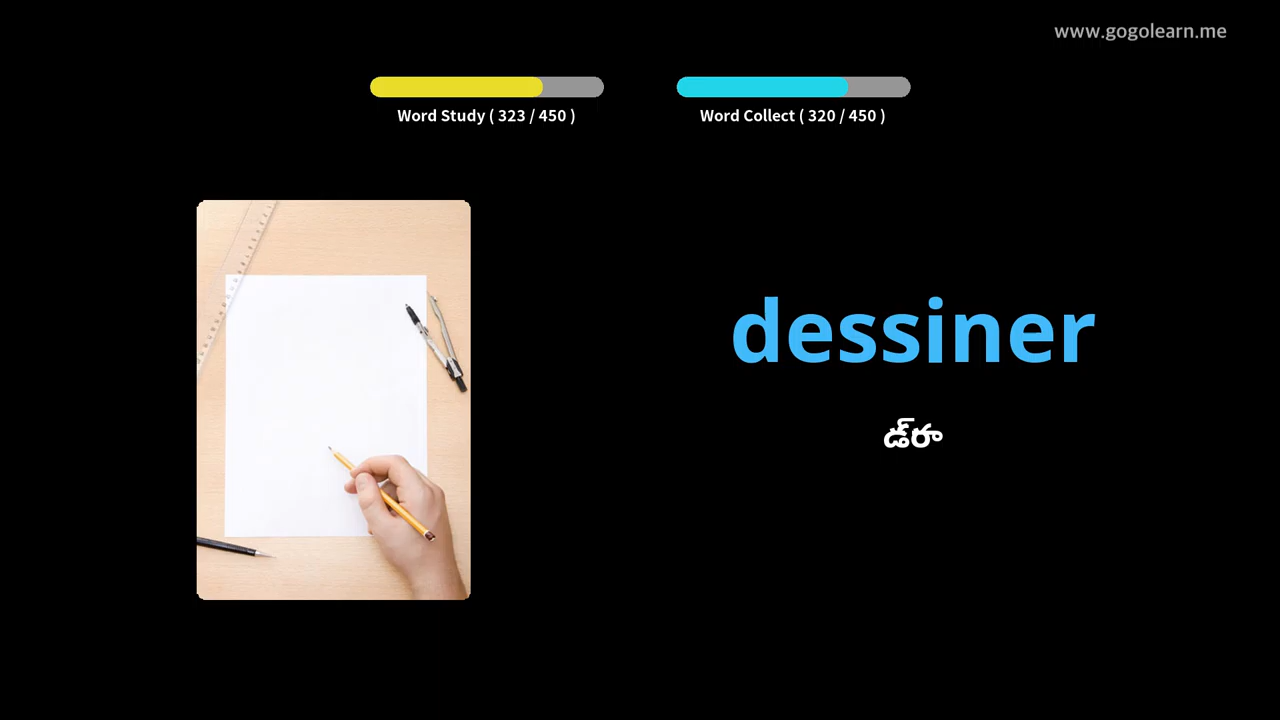 www.gogolearn.me
Word Study ( 323 / 450 )
Word Collect ( 320 / 450 )
dessiner
డ్రా